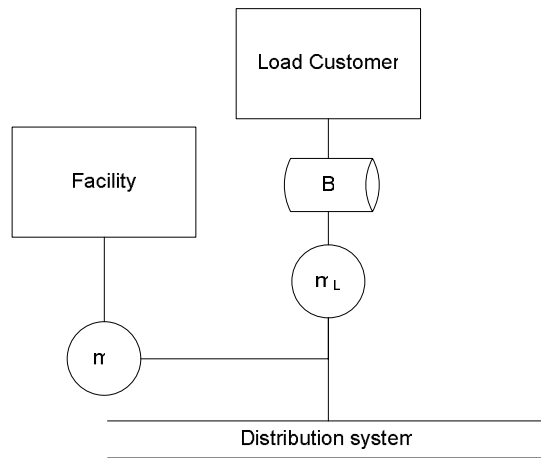 Load Customer
Facility
B
m L
m
Distribution system